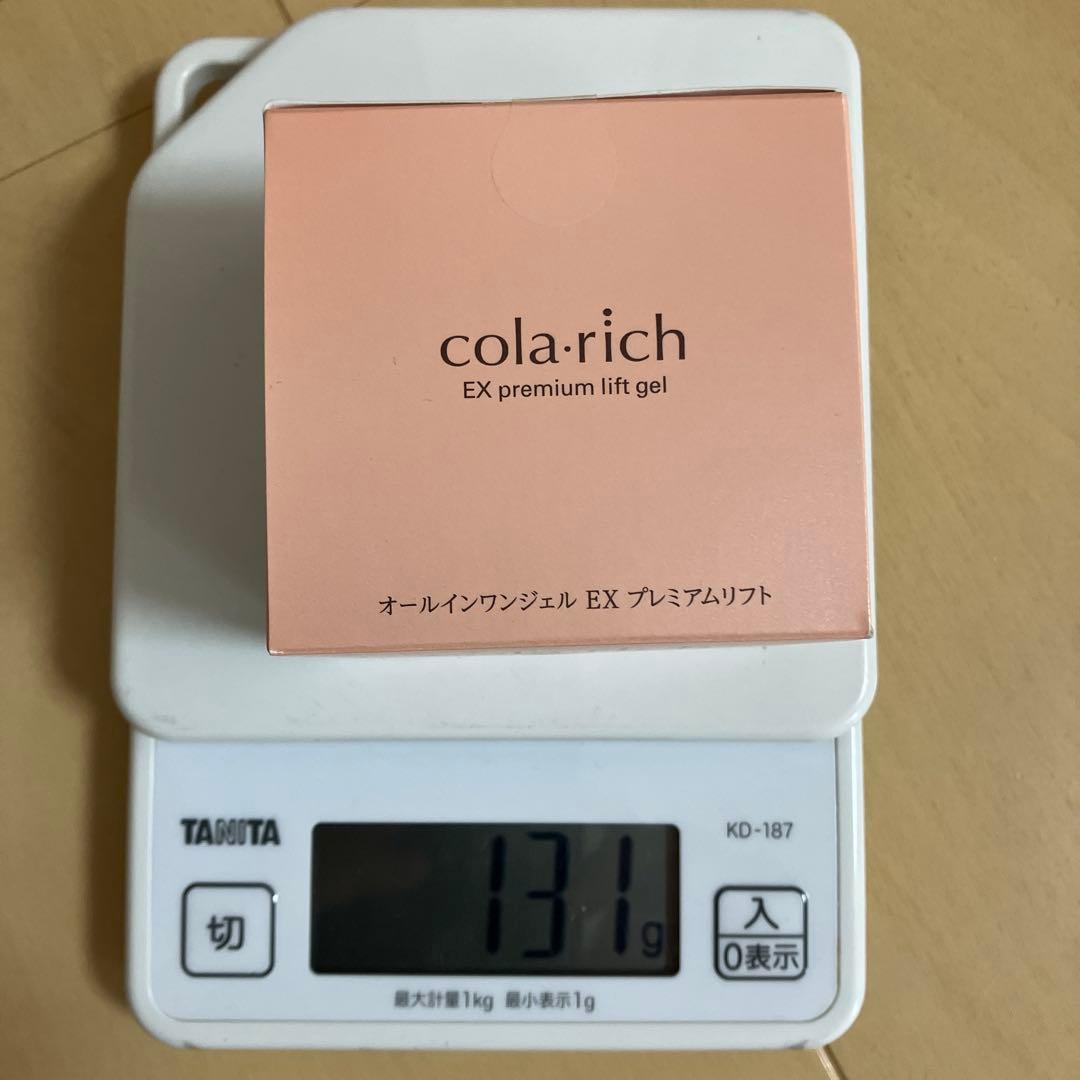 cola·rich
EX premium lift gel
オールインワンジェル EX プレミアムリフト
TANITA
KD-187
131g
切
入
0表示
最大計量1kg 最小表示1g